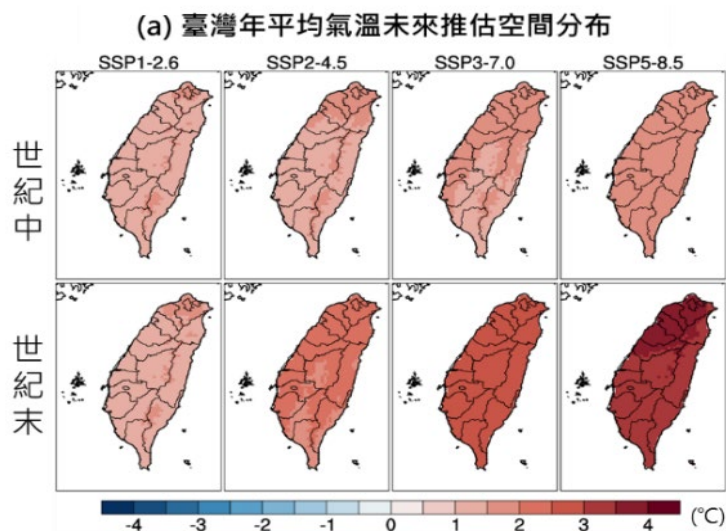 (a) 臺灣年平均氣溫未來推估空間分布
SSP1-2.6 SSP2-4.5 SSP3-7.0 SSP5-8.5
世紀中
世紀末
-4 -3 -2 -1 0 1 2 3 4 (°C)